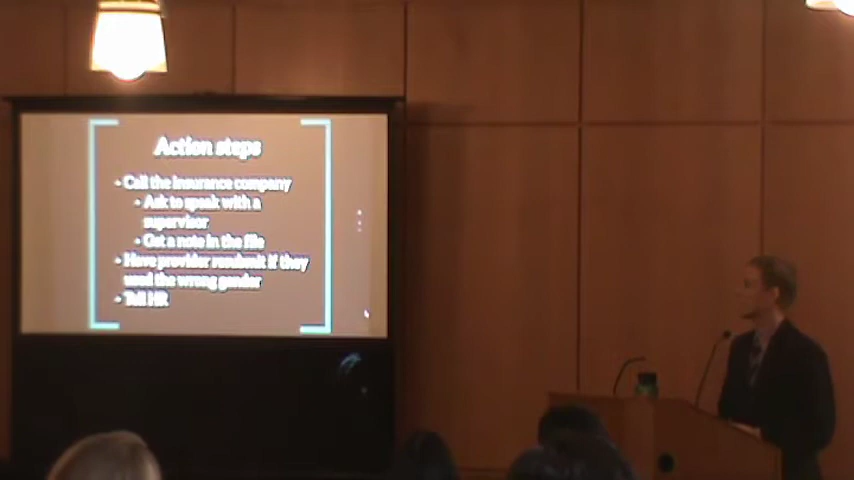 Action steps
• Call the insurance company
• Ask to speak with a
supervisor
• Get a note in the file
• Have provider resubmit if they
send the wrong gender
• Tell HR